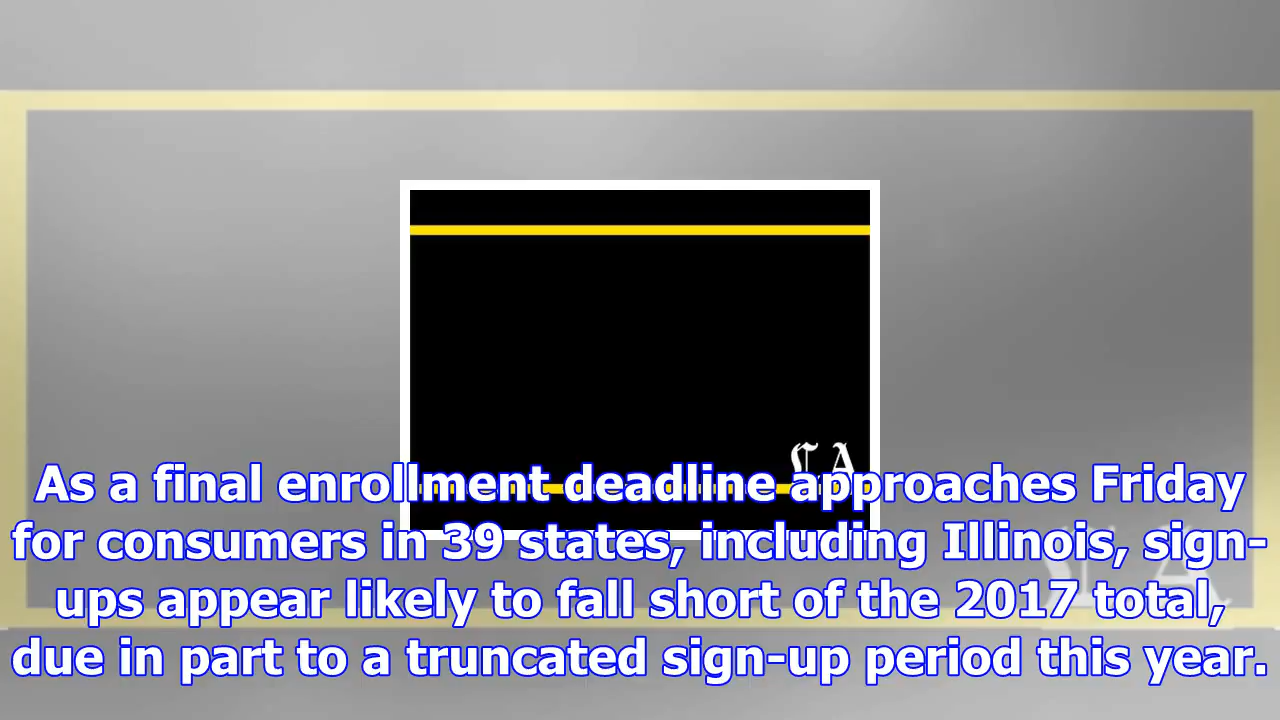 C A
As a final enrollment deadline approaches Friday
for consumers in 39 states, including Illinois, sign-
ups appear likely to fall short of the 2017 total,
due in part to a truncated sign-up period this year.